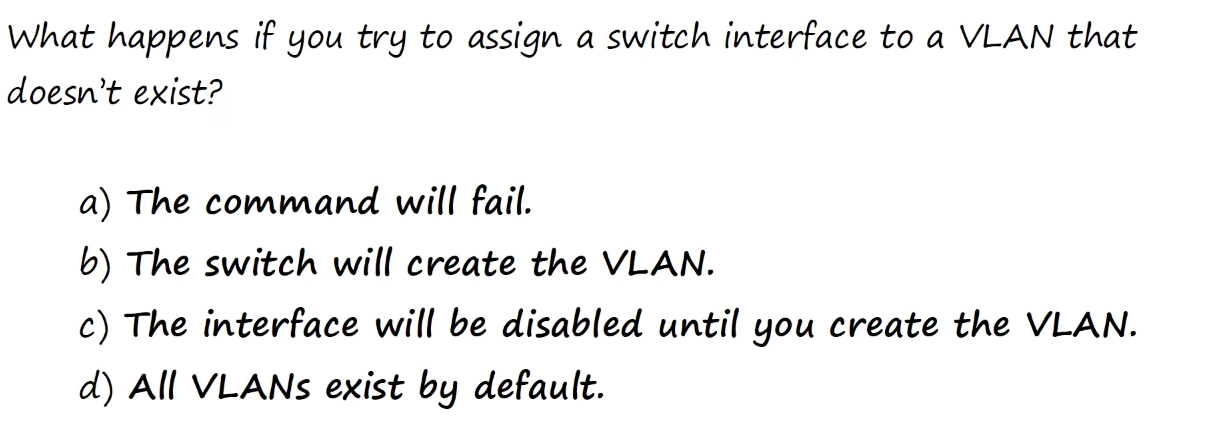 What happens if you try to assign a switch interface to a VLAN that
doesn't exist?
a) The command will fail.
b) The switch will create the VLAN.
c) The interface will be disabled until you create the VLAN.
d) All VLANs exist by default.